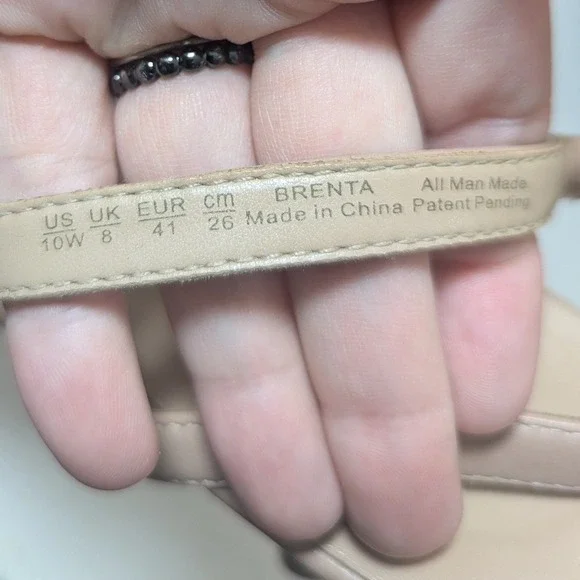 US UK EUR cm BRENTA All Man Made
10W 8 41 26 Made in China Patent Pending